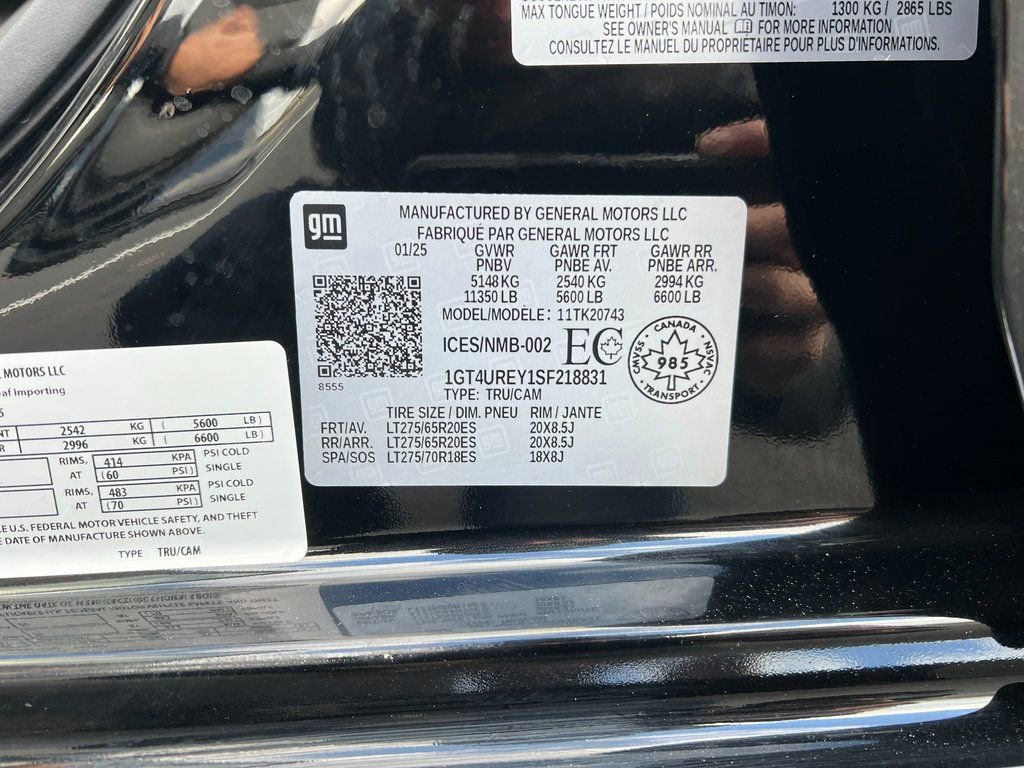 MAX TONGUE WEIGHT / POIDS NOMINAL AU TIMON: 1300 KG / 2865 LBS
SEE OWNER'S MANUAL FOR MORE INFORMATION
CONSULTEZ LE MANUEL DU PROPRIÉTAIRE POUR PLUS D'INFORMATIONS.
gm
MANUFACTURED BY GENERAL MOTORS LLC
FABRIQUÉ PAR GENERAL MOTORS LLC
01/25 GVWR GAWR FRT GAWR RR
PNBV PNBE AV. PNBE ARR.
5148 KG 2540 KG 2994 KG
11350 LB 5600 LB 6600 LB
MODEL/MODÈLE: 11TK20743
ICES/NMB-002 EC
CANADA
CMVSS 985 NSVAC
TRANSPORT
8555
1GT4UREY1SF218831
TYPE: TRU/CAM
TIRE SIZE / DIM. PNEU RIM / JANTE
FRT/AV. LT275/65R20ES 20X8.5J
RR/ARR. LT275/65R20ES 20X8.5J
SPA/SOS LT275/70R18ES 18X8J
MOTORS LLC
Importing
2542 KG ( 5600 LB)
2996 KG ( 6600 LB)
RIMS, 414 KPA PSI COLD
AT (60 PSI) SINGLE
RIMS, 483 KPA PSI COLD
AT (70 PSI) SINGLE
U.S. FEDERAL MOTOR VEHICLE SAFETY, AND THEFT
DATE OF MANUFACTURE SHOWN ABOVE.
TYPE TRU/CAM